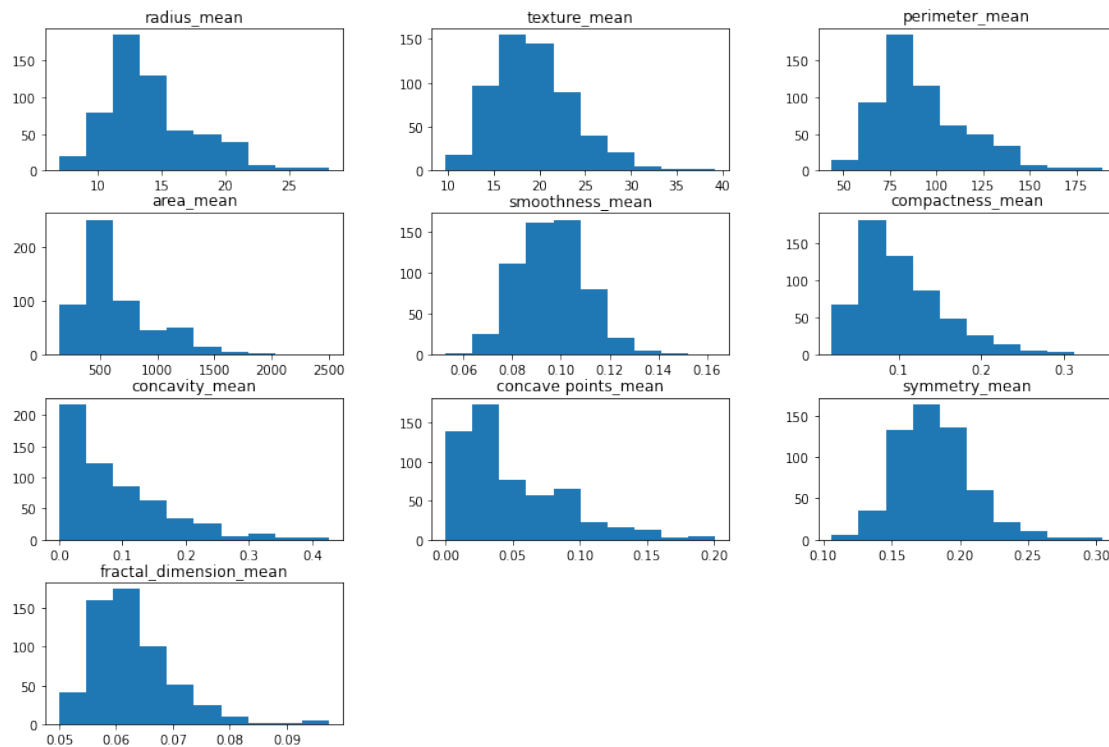 radius_mean
150
100
50
0
10 15 20 25
texture_mean
150
100
50
0
10 15 20 25 30 35 40
perimeter_mean
150
100
50
0
50 75 100 125 150 175
area_mean
200
100
0
500 1000 1500 2000 2500
smoothness_mean
150
100
50
0
0.06 0.08 0.10 0.12 0.14 0.16
compactness_mean
150
100
50
0
0.1 0.2 0.3
concavity_mean
200
150
100
50
0
0.0 0.1 0.2 0.3 0.4
concave points_mean
150
100
50
0
0.00 0.05 0.10 0.15 0.20
symmetry_mean
150
100
50
0
0.10 0.15 0.20 0.25 0.30
fractal_dimension_mean
150
100
50
0
0.05 0.06 0.07 0.08 0.09